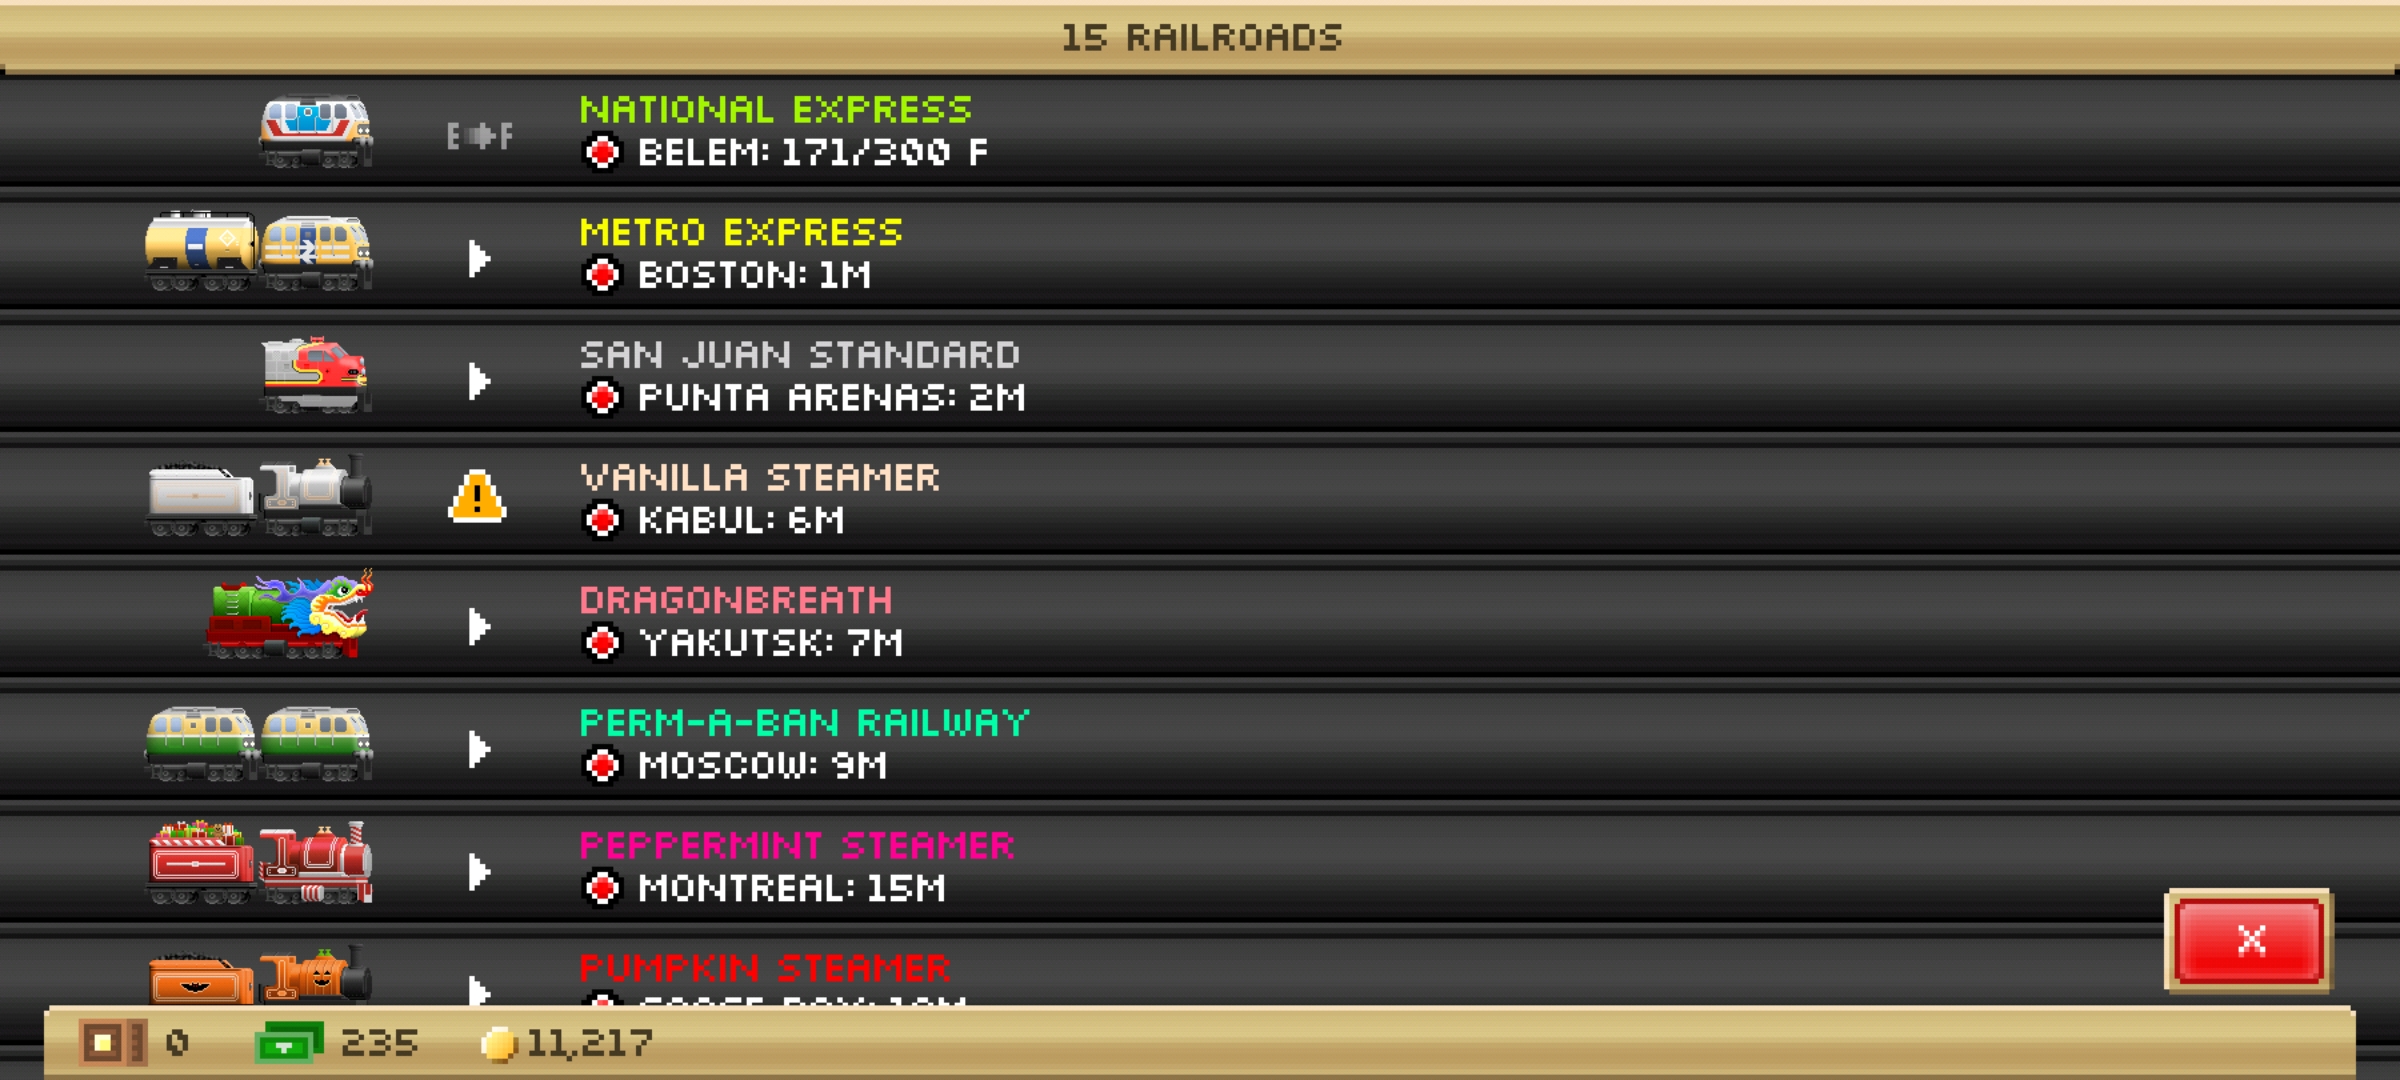 15 RAILROADS
NATIONAL EXPRESS
E F
BELEM: 171/300 F
METRO EXPRESS
BOSTON: 1M
SAN JUAN STANDARD
PUNTA ARENAS: 2M
VANILLA STEAMER
KABUL: 6M
DRAGONBREATH
YAKUTSK: 7M
PERM-A-BAN RAILWAY
MOSCOW: 9M
PEPPERMINT STEAMER
MONTREAL: 15M
PUMPKIN STEAMER
X
0 235 11,217